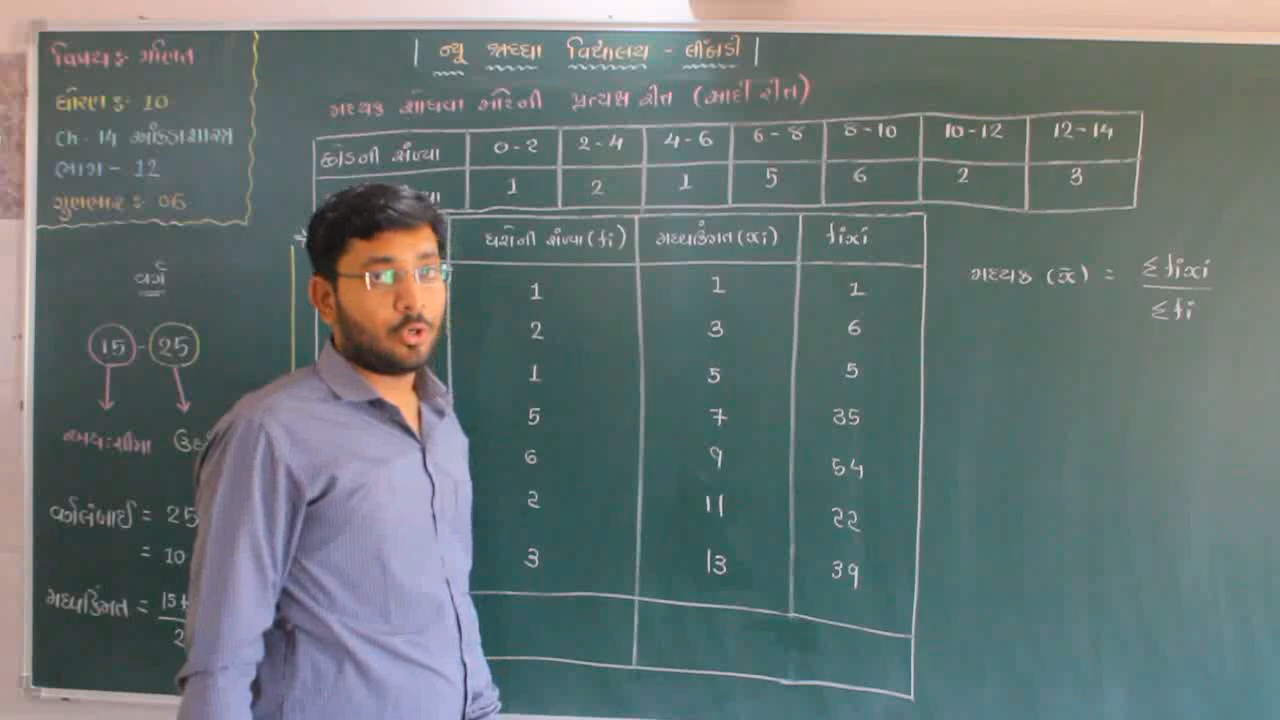 | ન્યૂ શ્રધ્ધા વિદ્યાલય - લીંબડી |
વિષય : ગણિત
ધોરણ : 10
Ch - 14 આંકડાશાસ્ત્ર
ભાગ - 12
ગુણભાર : 06
મધ્યક શોધવા માટેની પ્રત્યક્ષ રીત (સાદી રીત)
છોડની સંખ્યા 0-2 2-4 4-6 6-8 8-10 10-12 12-14
1 2 1 5 6 2 3
ઘરોની સંખ્યા (fi) મધ્યકિંમત (xi) fixi
1 1 1
2 3 6
1 5 5
5 7 35
6 9 54
2 11 22
3 13 39
મધ્યક (x̄) = Σfixi / Σfi
વર્ગ
15 - 25
અધઃસીમા
વર્ગલંબાઈ = 25
= 10
મધ્યકિંમત = 15+ / 2